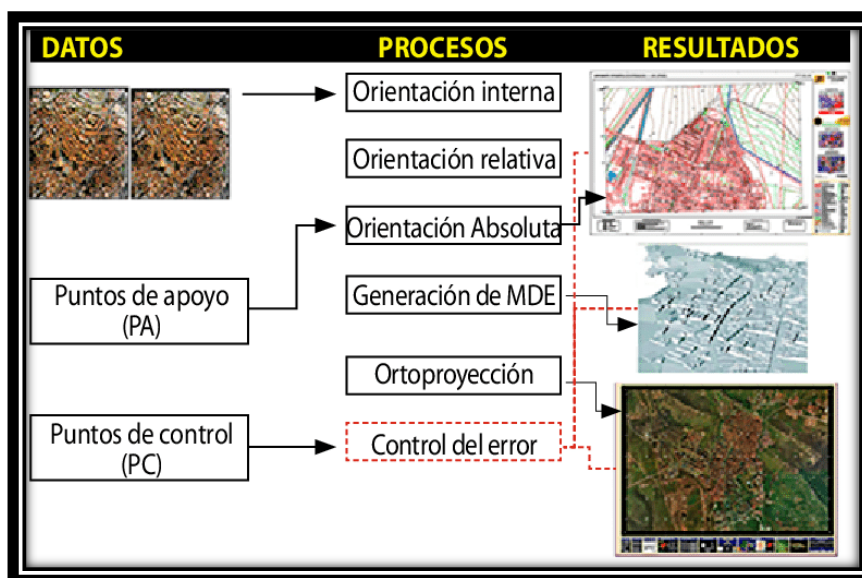 DATOS
PROCESOS
RESULTADOS
Orientación interna
Orientación relativa
Orientación Absoluta
Puntos de apoyo
(PA)
Generación de MDE
Ortoproyección
Puntos de control
(PC)
Control del error